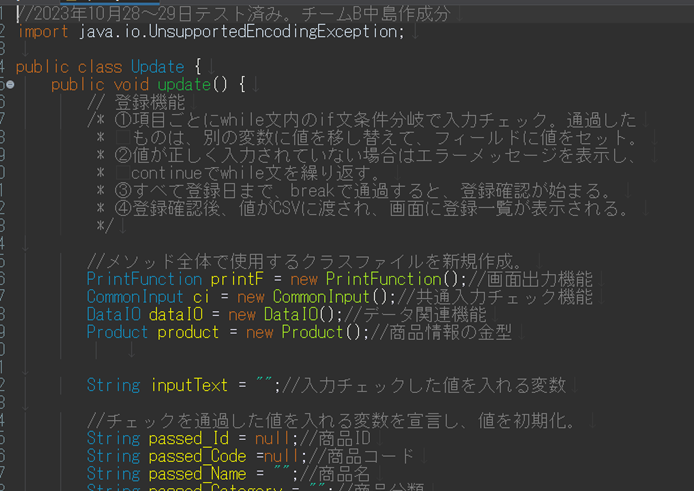 //2023年10月28～29日テスト済み。チームB中島作成分
import java.io.UnsupportedEncodingException;
public class Update {
public void update() {
// 登録機能
/* ①項目ごとにwhile文内のif文条件分岐で入力チェック。通過した
* ものは、別の変数に値を移し替えて、フィールドに値をセット。
* ②値が正しく入力されていない場合はエラーメッセージを表示し、
* continueでwhile文を繰り返す。
* ③すべて登録日まで、breakで通過すると、登録確認が始まる。
* ④登録確認後、値がCSVに渡され、画面に登録一覧が表示される。
*/
//メソッド全体で使用するクラスファイルを新規作成。
PrintFunction printF = new PrintFunction();//画面出力機能
CommonInput ci = new CommonInput();//共通入力チェック機能
DataIO dataIO = new DataIO();//データ関連機能
Product product = new Product();//商品情報の金型
String inputText = "";//入力チェックした値を入れる変数
//チェックを通過した値を入れる変数を宣言し、値を初期化。
String passed_Id = null;//商品ID
String passed_Code =null;//商品コード
String passed_Name = "";//商品名
String passed_Category = "";//商品分類